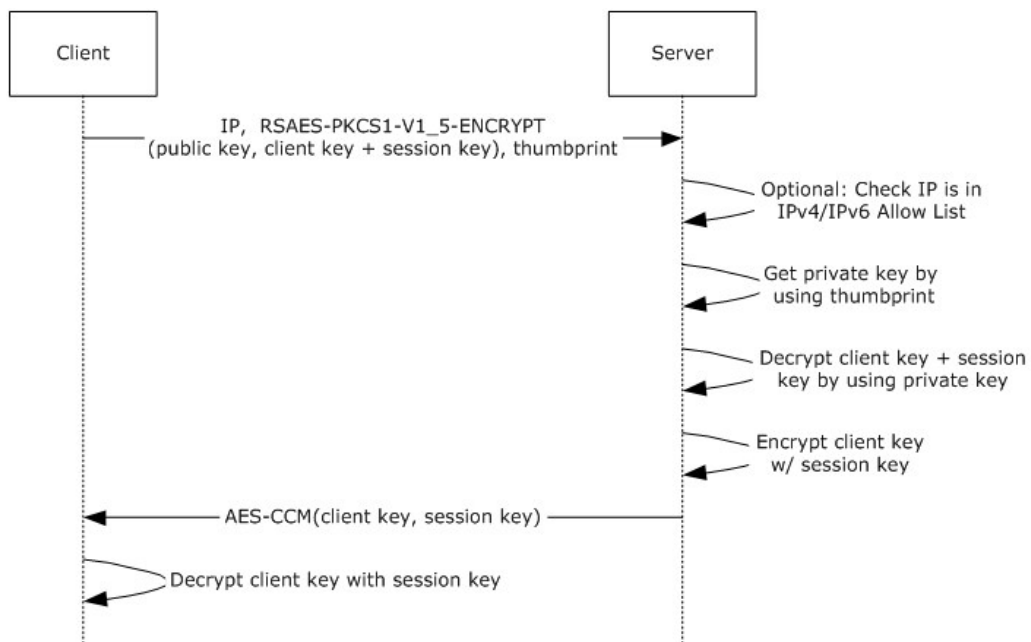 Client
Server
IP, RSAES-PKCS1-V1_5-ENCRYPT
(public key, client key + session key), thumbprint
Optional: Check IP is in
IPv4/IPv6 Allow List
Get private key by
using thumbprint
Decrypt client key + session
key by using private key
Encrypt client key
w/ session key
AES-CCM(client key, session key)
Decrypt client key with session key